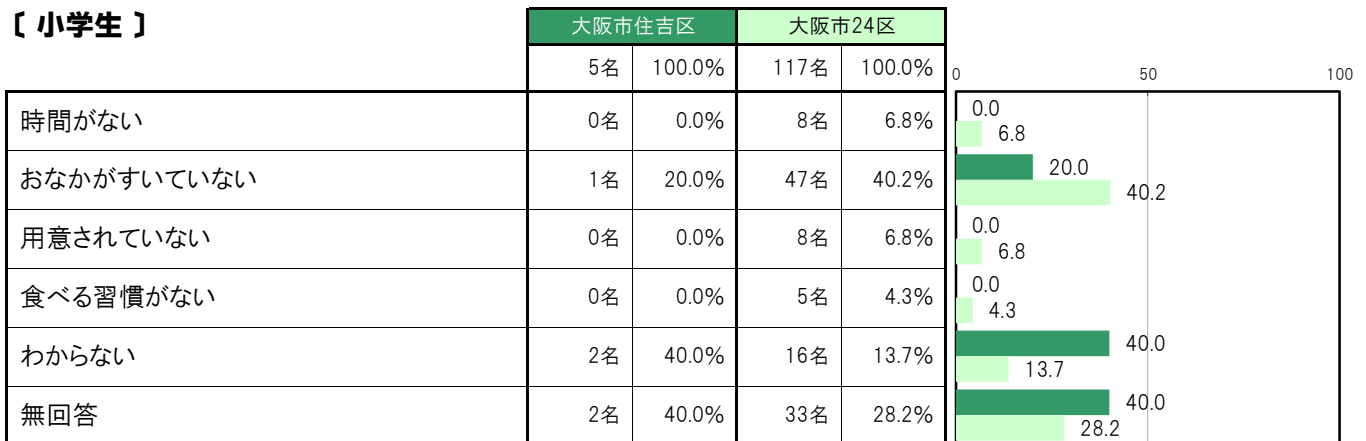 〔 小学生 〕
大阪市住吉区 大阪市24区
5名 100.0% 117名 100.0%
0 50 100
時間がない 0名 0.0% 8名 6.8% 0.0
6.8
おなかがすいていない 1名 20.0% 47名 40.2% 20.0
40.2
用意されていない 0名 0.0% 8名 6.8% 0.0
6.8
食べる習慣がない 0名 0.0% 5名 4.3% 0.0
4.3
わからない 2名 40.0% 16名 13.7% 40.0
13.7
無回答 2名 40.0% 33名 28.2% 40.0
28.2